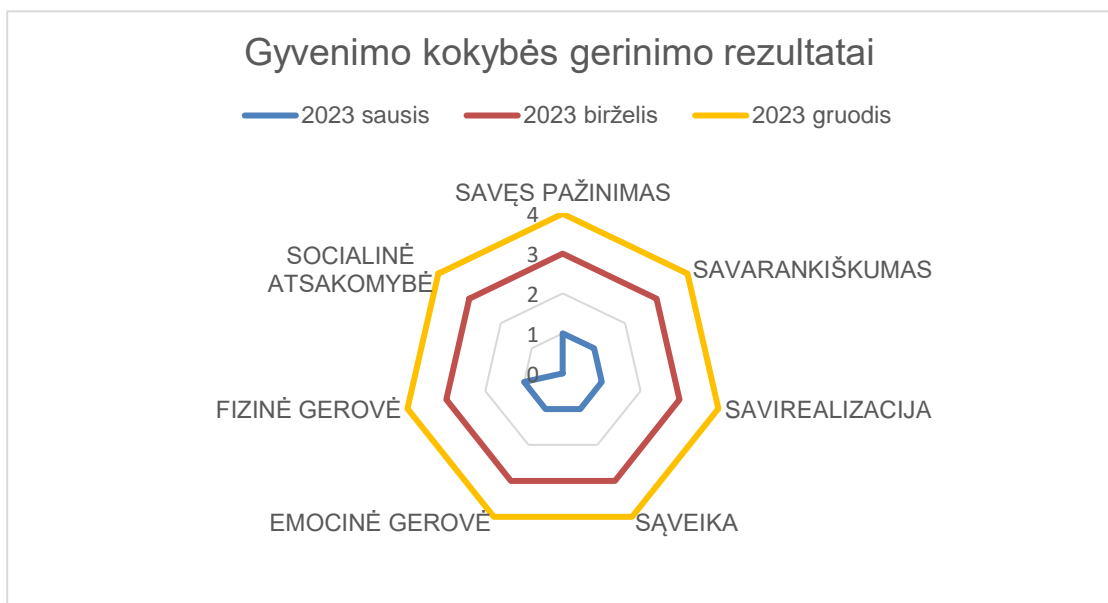 Gyvenimo kokybės gerinimo rezultatai
2023 sausis 2023 birželis 2023 gruodis
SAVĘS PAŽINIMAS
4
SOCIALINĖ
ATSAKOMYBĖ
3
SAVARANKIŠKUMAS
2
1
0
FIZINĖ GEROVĖ
SAVIREALIZACIJA
EMOCINĖ GEROVĖ
SĄVEIKA